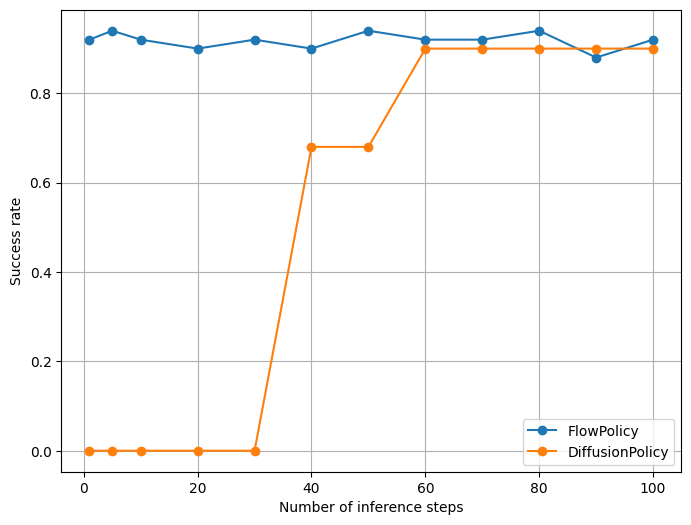 Success rate
0.8
0.6
0.4
0.2
0.0
0 20 40 60 80 100
Number of inference steps
FlowPolicy
DiffusionPolicy